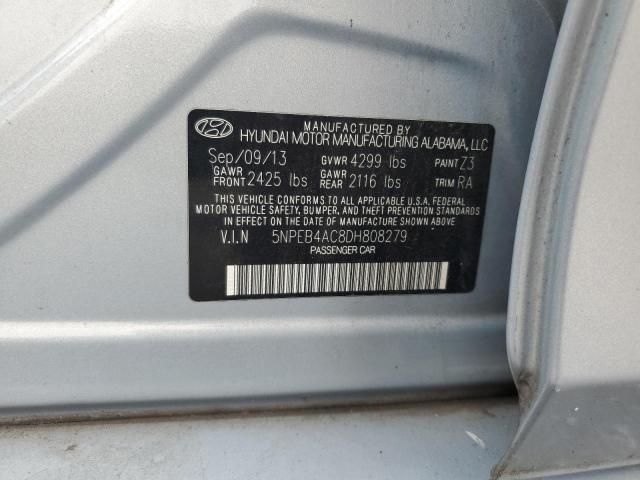 MANUFACTURED BY
HYUNDAI MOTOR MANUFACTURING ALABAMA, LLC
Sep/09/13 GVWR 4299 lbs PAINT Z3
GAWR FRONT 2425 lbs GAWR REAR 2116 lbs TRIM RA
THIS VEHICLE CONFORMS TO ALL APPLICABLE U.S.A. FEDERAL
MOTOR VEHICLE SAFETY, BUMPER, AND THEFT PREVENTION STANDARDS
IN EFFECT ON THE DATE OF MANUFACTURE SHOWN ABOVE
V.I.N 5NPEB4AC8DH808279
PASSENGER CAR